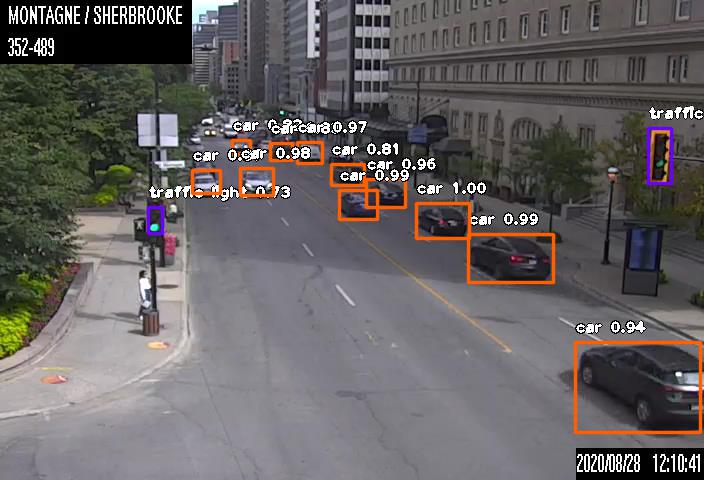 MONTAGNE / SHERBROOKE
352-489
traffic
car 0.97
car 0.81
car 0.98
car 0.96
car 0.99
car 1.00
traffic light 0.73
car 0.99
car 0.94
2020/08/28 12:10:41